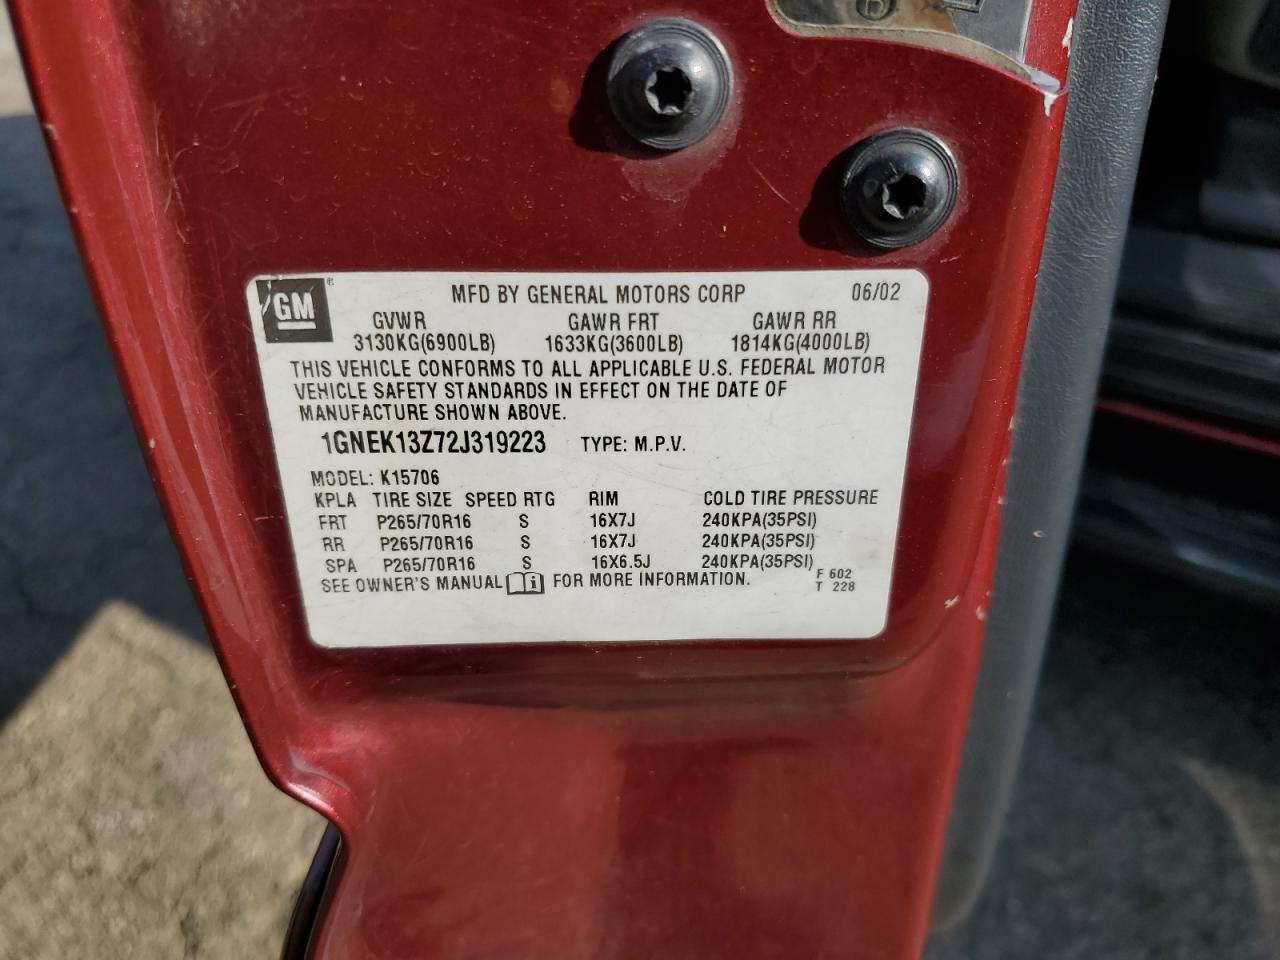 GM ® MFD BY GENERAL MOTORS CORP 06/02
GVWR GAWR FRT GAWR RR
3130KG(6900LB) 1633KG(3600LB) 1814KG(4000LB)
THIS VEHICLE CONFORMS TO ALL APPLICABLE U.S. FEDERAL MOTOR
VEHICLE SAFETY STANDARDS IN EFFECT ON THE DATE OF
MANUFACTURE SHOWN ABOVE.
1GNEK13Z72J319223 TYPE: M.P.V.
MODEL: K15706
KPLA TIRE SIZE SPEED RTG RIM COLD TIRE PRESSURE
FRT P265/70R16 S 16X7J 240KPA(35PSI)
RR P265/70R16 S 16X7J 240KPA(35PSI)
SPA P265/70R16 S 16X6.5J 240KPA(35PSI)
SEE OWNER'S MANUAL i FOR MORE INFORMATION. F 602
T 228